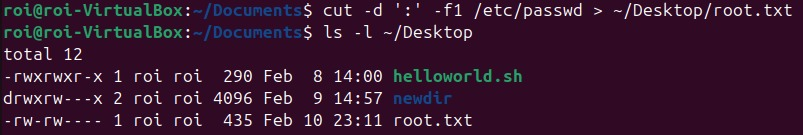 roi@roi-VirtualBox:~/Documents$ cut -d ':' -f1 /etc/passwd > ~/Desktop/root.txt
roi@roi-VirtualBox:~/Documents$ ls -l ~/Desktop
total 12
-rwxrwxr-x 1 roi roi  290 Feb  8 14:00 helloworld.sh
drwxrw---x 2 roi roi 4096 Feb  9 14:57 newdir
-rw-rw---- 1 roi roi  435 Feb 10 23:11 root.txt